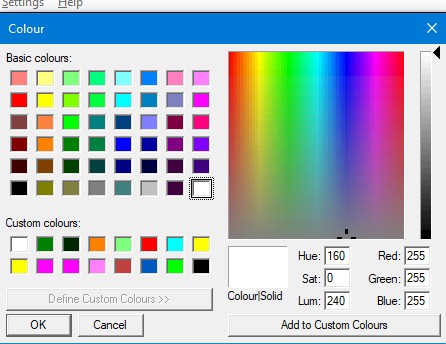 Settings Help
Colour
Basic colours:
Custom colours:
Define Custom Colours >>
OK Cancel
Hue: 160 Red: 255
Sat: 0 Green: 255
Colour|Solid Lum: 240 Blue: 255
Add to Custom Colours